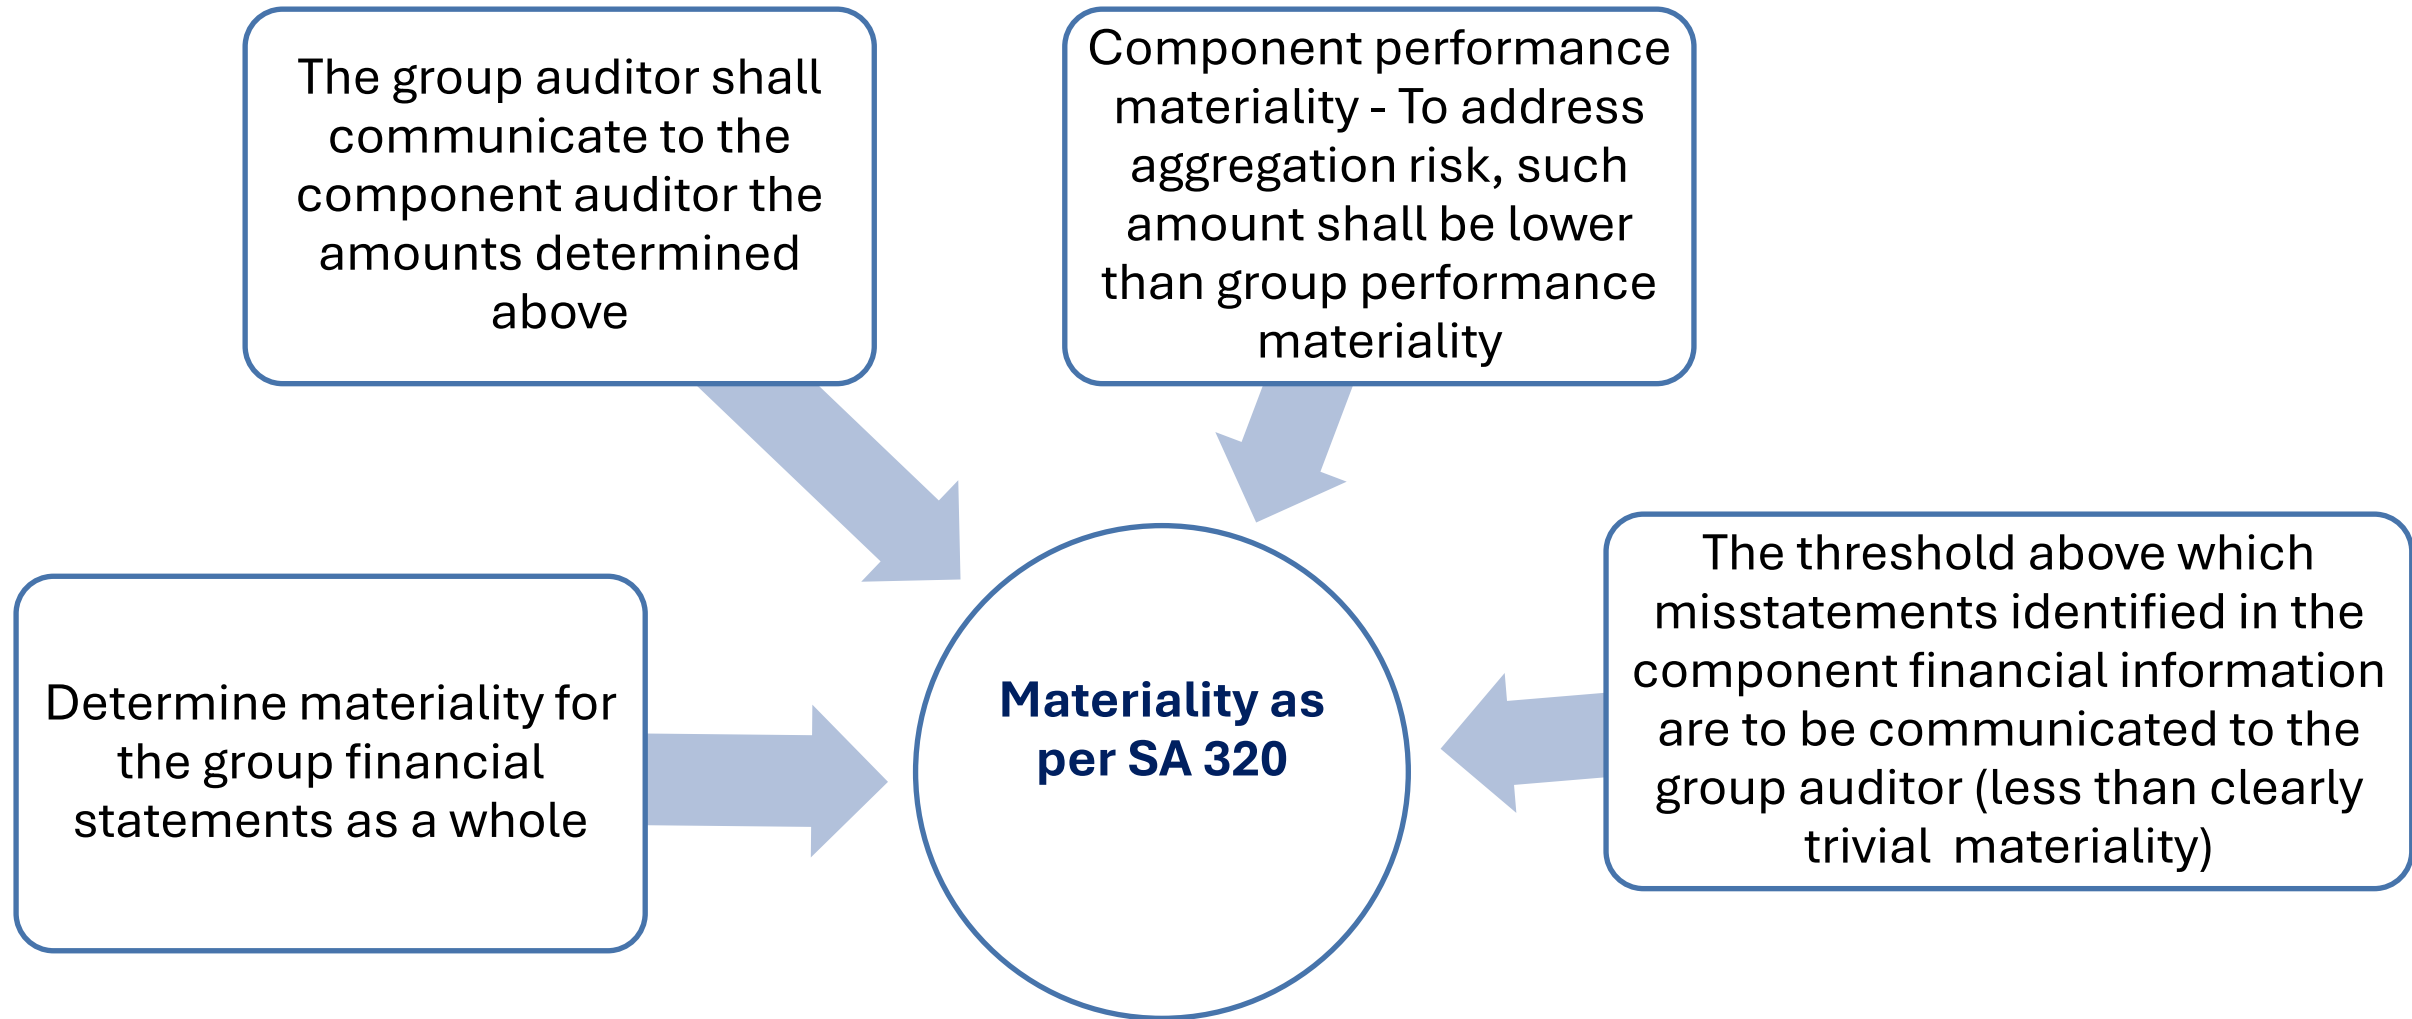 The group auditor shall
communicate to the
component auditor the
amounts determined
above
Component performance
materiality - To address
aggregation risk, such
amount shall be lower
than group performance
materiality
Determine materiality for
the group financial
statements as a whole
Materiality as
per SA 320
The threshold above which
misstatements identified in the
component financial information
are to be communicated to the
group auditor (less than clearly
trivial  materiality)